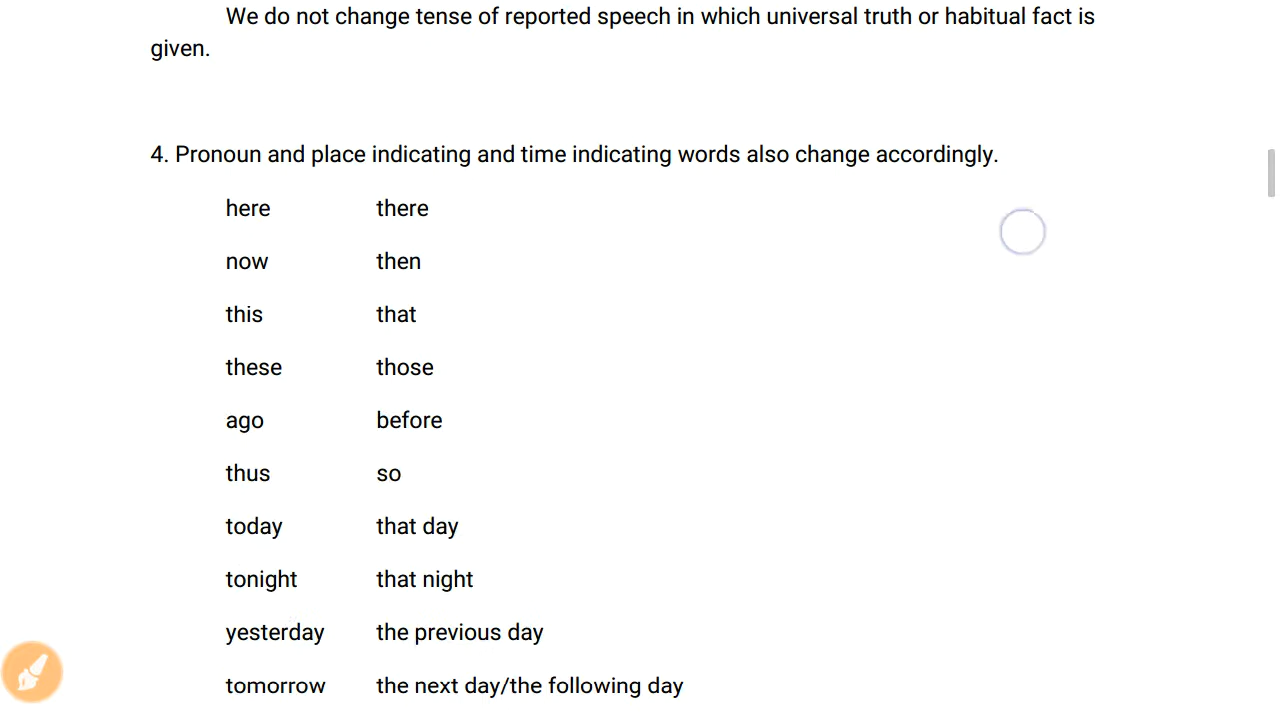 We do not change tense of reported speech in which universal truth or habitual fact is
given.
4. Pronoun and place indicating and time indicating words also change accordingly.
here there
now then
this that
these those
ago before
thus so
today that day
tonight that night
yesterday the previous day
tomorrow the next day/the following day